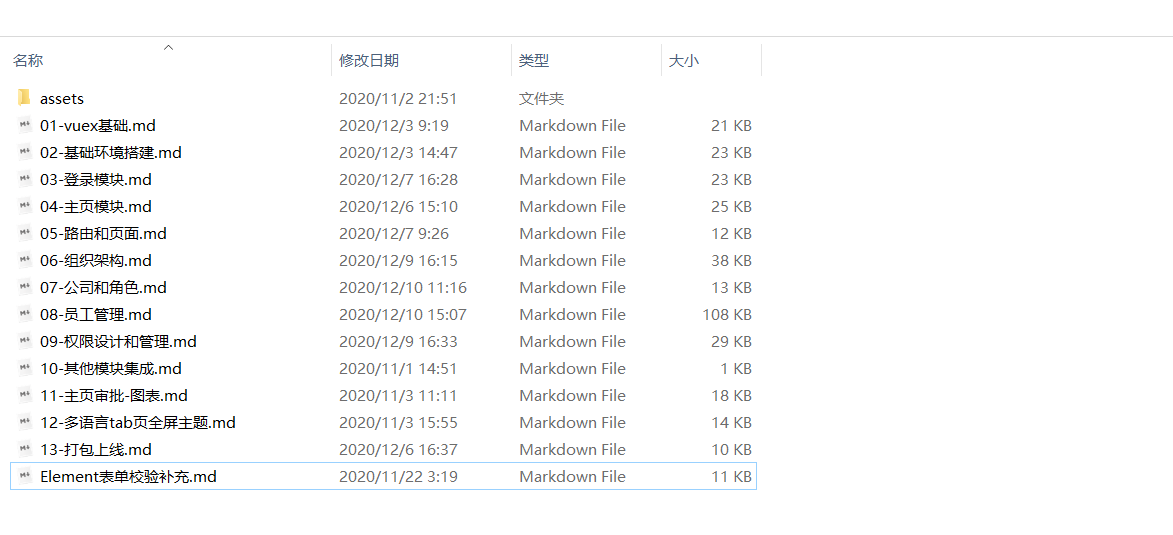 名称 修改日期 类型 大小
assets 2020/11/2 21:51 文件夹
01-vuex基础.md 2020/12/3 9:19 Markdown File 21 KB
02-基础环境搭建.md 2020/12/3 14:47 Markdown File 23 KB
03-登录模块.md 2020/12/7 16:28 Markdown File 23 KB
04-主页模块.md 2020/12/6 15:10 Markdown File 25 KB
05-路由和页面.md 2020/12/7 9:26 Markdown File 12 KB
06-组织架构.md 2020/12/9 16:15 Markdown File 38 KB
07-公司和角色.md 2020/12/10 11:16 Markdown File 13 KB
08-员工管理.md 2020/12/10 15:07 Markdown File 108 KB
09-权限设计和管理.md 2020/12/9 16:33 Markdown File 29 KB
10-其他模块集成.md 2020/11/1 14:51 Markdown File 1 KB
11-主页审批-图表.md 2020/11/3 11:11 Markdown File 18 KB
12-多语言tab页全屏主题.md 2020/11/3 15:55 Markdown File 14 KB
13-打包上线.md 2020/12/6 16:37 Markdown File 10 KB
Element表单校验补充.md 2020/11/22 3:19 Markdown File 11 KB